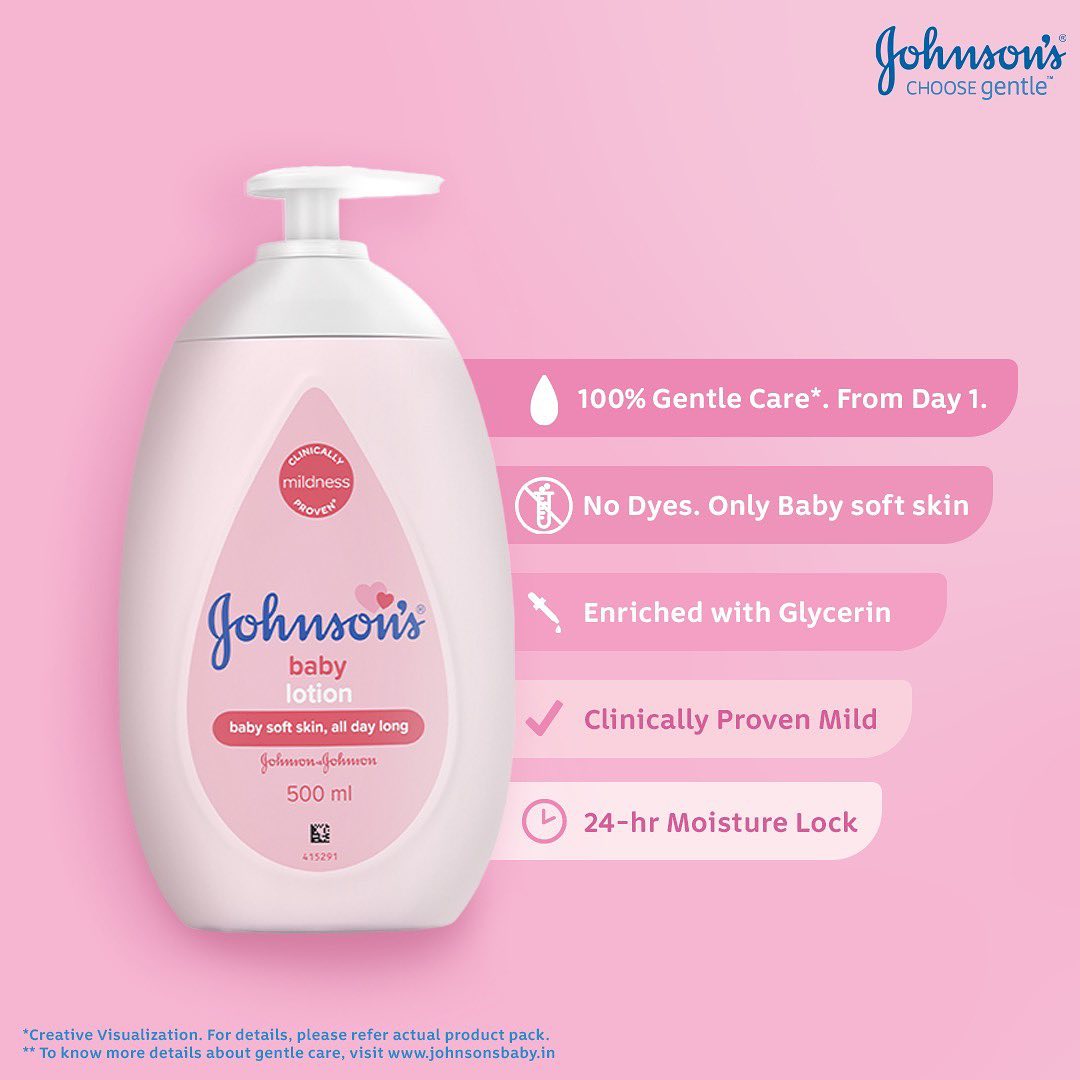 Johnson's®
CHOOSE gentle™
CLINICALLY
mildness
PROVEN*
Johnson's®
baby
lotion
baby soft skin, all day long
Johnson & Johnson
500 ml
415291
100% Gentle Care*. From Day 1.
No Dyes. Only Baby soft skin
Enriched with Glycerin
Clinically Proven Mild
24-hr Moisture Lock
*Creative Visualization. For details, please refer actual product pack.
** To know more details about gentle care, visit www.johnsonsbaby.in